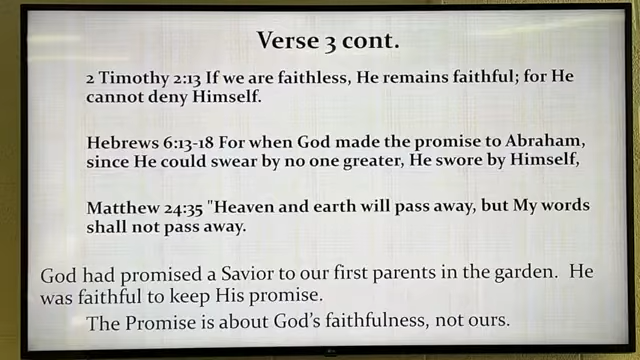 Verse 3 cont.
2 Timothy 2:13 If we are faithless, He remains faithful; for He
cannot deny Himself.
Hebrews 6:13-18 For when God made the promise to Abraham,
since He could swear by no one greater, He swore by Himself,
Matthew 24:35 "Heaven and earth will pass away, but My words
shall not pass away.
God had promised a Savior to our first parents in the garden.  He
was faithful to keep His promise.
The Promise is about God's faithfulness, not ours.